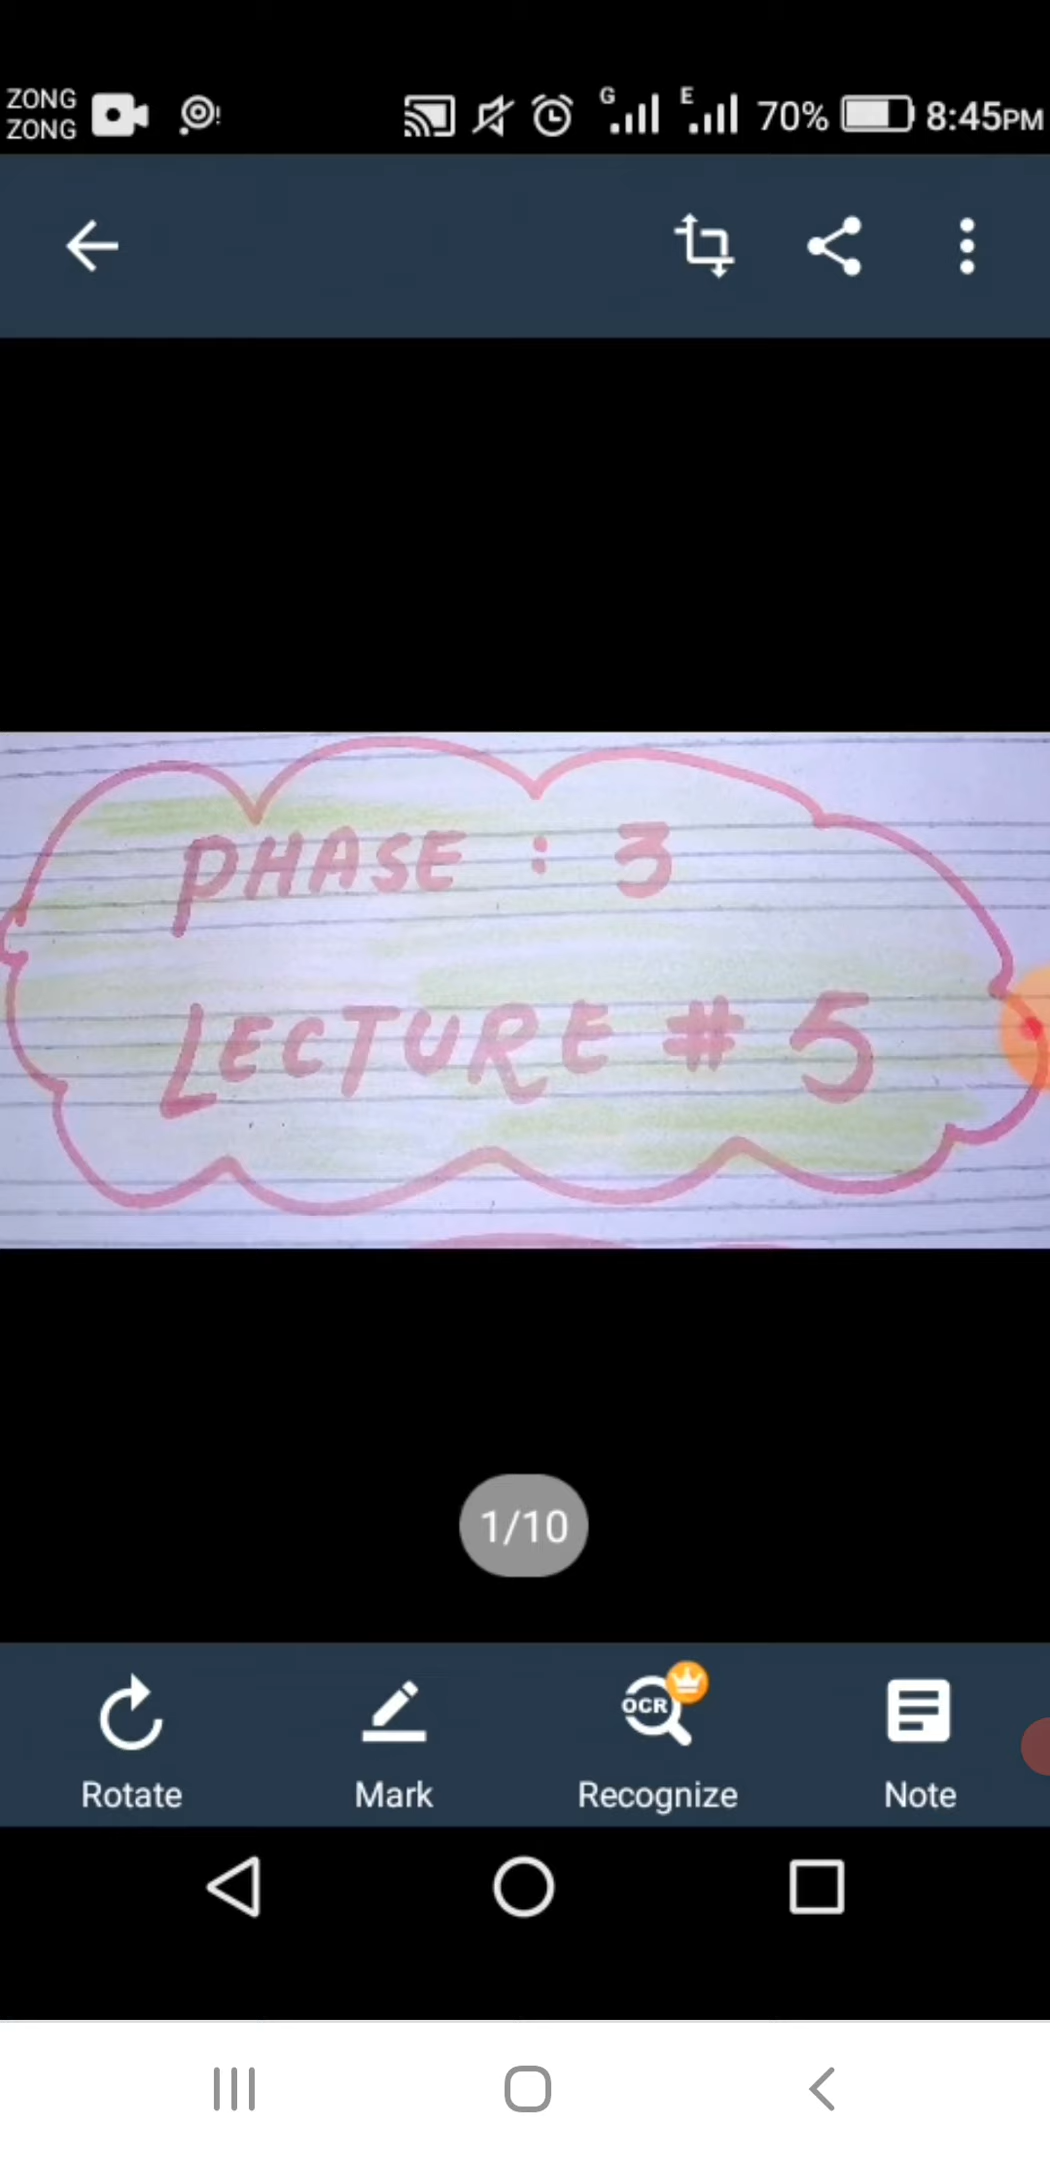 ZONG
ZONG
G E 70% 8:45PM
PHASE : 3
LECTURE # 5
1/10
OCR
Rotate Mark Recognize Note